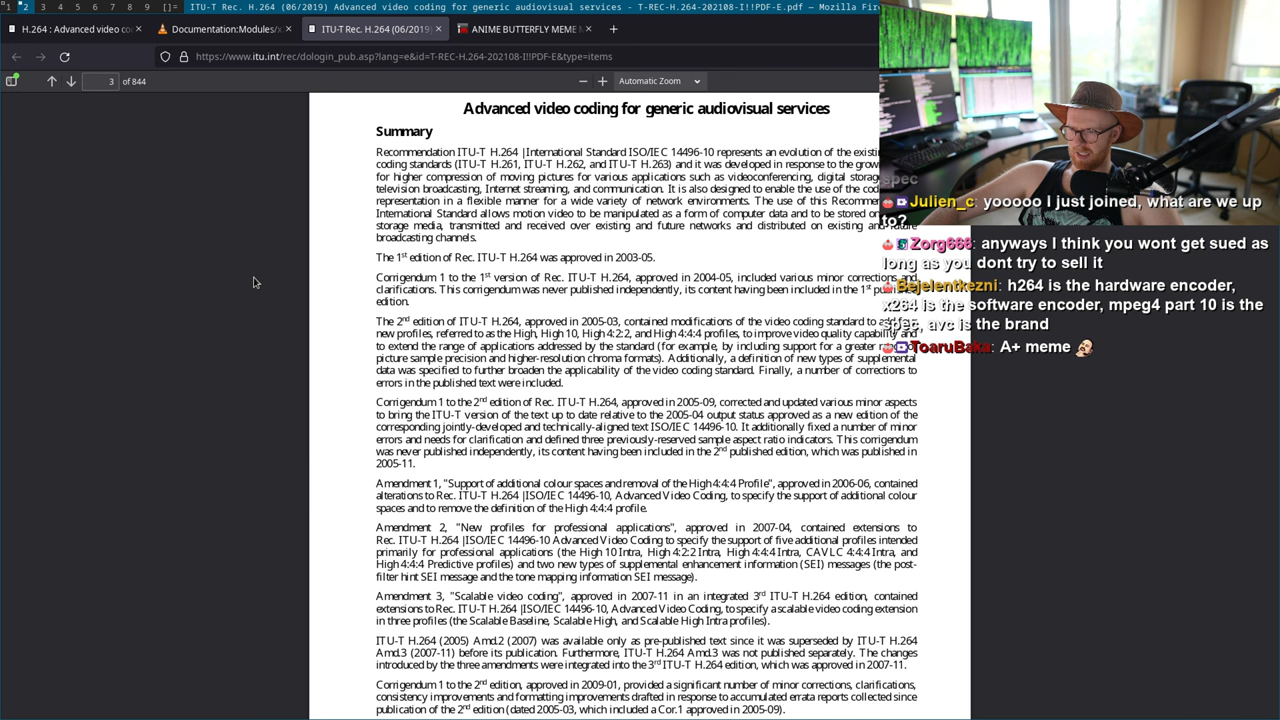 1 2 3 4 5 6 7 8 9 []= ITU-T Rec. H.264 (06/2019) Advanced video coding for generic audiovisual services - T-REC-H.264-202108-I!!PDF-E.pdf — Mozilla Fire
H.264 : Advanced video co Documentation:Modules/x ITU-T Rec. H.264 (06/2019) ANIME BUTTERFLY MEME
https://www.itu.int/rec/dologin_pub.asp?lang=e&id=T-REC-H.264-202108-I!!PDF-E&type=items
3 of 844 Automatic Zoom
Advanced video coding for generic audiovisual services
Summary
Recommendation ITU-T H.264 | International Standard ISO/IEC 14496-10 represents an evolution of the
coding standards (ITU-T H.261, ITU-T H.262, and ITU-T H.263) and it was developed in response to the
for higher compression of moving pictures for various applications such as videoconferencing, digital
television broadcasting, Internet streaming, and communication. It is also designed to enable the use of the
representation in a flexible manner for a wide variety of network environments. The use of this
International Standard allows motion video to be manipulated as a form of computer data and to be stored on
storage media, transmitted and received over existing and future networks and distributed on existing and future
broadcasting channels.
The 1st edition of Rec. ITU-T H.264 was approved in 2003-05.
Corrigendum 1 to the 1st version of Rec. ITU-T H.264, approved in 2004-05, included various minor corrections and
clarifications. This corrigendum was never published independently, its content having been included in the 1st
edition.
The 2nd edition of ITU-T H.264, approved in 2005-03, contained modifications of the video coding standard to
new profiles, referred to as the High, High 10, High 4:2:2, and High 4:4:4 profiles, to improve video quality capability and
to extend the range of applications addressed by the standard (for example, by including support for a greater
picture sample precision and higher-resolution chroma formats). Additionally, a definition of new types of supplemental
data was specified to further broaden the applicability of the video coding standard. Finally, a number of corrections to
errors in the published text were included.
Corrigendum 1 to the 2nd edition of Rec. ITU-T H.264, approved in 2005-09, corrected and updated various minor aspects
to bring the ITU-T version of the text up to date relative to the 2005-04 output status approved as a new edition of the
corresponding jointly-developed and technically-aligned text ISO/IEC 14496-10. It additionally fixed a number of minor
errors and needs for clarification and defined three previously-reserved sample aspect ratio indicators. This corrigendum
was never published independently, its content having been included in the 2nd published edition, which was published in
2005-11.
Amendment 1, "Support of additional colour spaces and removal of the High 4:4:4 Profile", approved in 2006-06, contained
alterations to Rec. ITU-T H.264 | ISO/IEC 14496-10, Advanced Video Coding, to specify the support of additional colour
spaces and to remove the definition of the High 4:4:4 profile.
Amendment 2, "New profiles for professional applications", approved in 2007-04, contained extensions to
Rec. ITU-T H.264 | ISO/IEC 14496-10 Advanced Video Coding to specify the support of five additional profiles intended
primarily for professional applications (the High 10 Intra, High 4:2:2 Intra, High 4:4:4 Intra, CAVLC 4:4:4 Intra, and
High 4:4:4 Predictive profiles) and two new types of supplemental enhancement information (SEI) messages (the post-
filter hint SEI message and the tone mapping information SEI message).
Amendment 3, "Scalable video coding", approved in 2007-11 in an integrated 3rd ITU-T H.264 edition, contained
extensions to Rec. ITU-T H.264 | ISO/IEC 14496-10, Advanced Video Coding, to specify a scalable video coding extension
in three profiles (the Scalable Baseline, Scalable High, and Scalable High Intra profiles).
ITU-T H.264 (2005) Amd.2 (2007) was available only as pre-published text since it was superseded by ITU-T H.264
Amd.3 (2007-11) before its publication. Furthermore, ITU-T H.264 Amd.3 was not published separately. The changes
introduced by the three amendments were integrated into the 3rd ITU-T H.264 edition, which was approved in 2007-11.
Corrigendum 1 to the 2nd edition, approved in 2009-01, provided a significant number of minor corrections, clarifications,
consistency improvements and formatting improvements drafted in response to accumulated errata reports collected since
publication of the 2nd edition (dated 2005-03, which included a Cor.1 approved in 2005-09).
spec
Julien_c: yooooo I just joined, what are we up
to?
Zorg666: anyways I think you wont get sued as
long as you dont try to sell it
Bejelentkezni: h264 is the hardware encoder,
x264 is the software encoder, mpeg4 part 10 is the
spec, avc is the brand
ToaruBaka: A+ meme